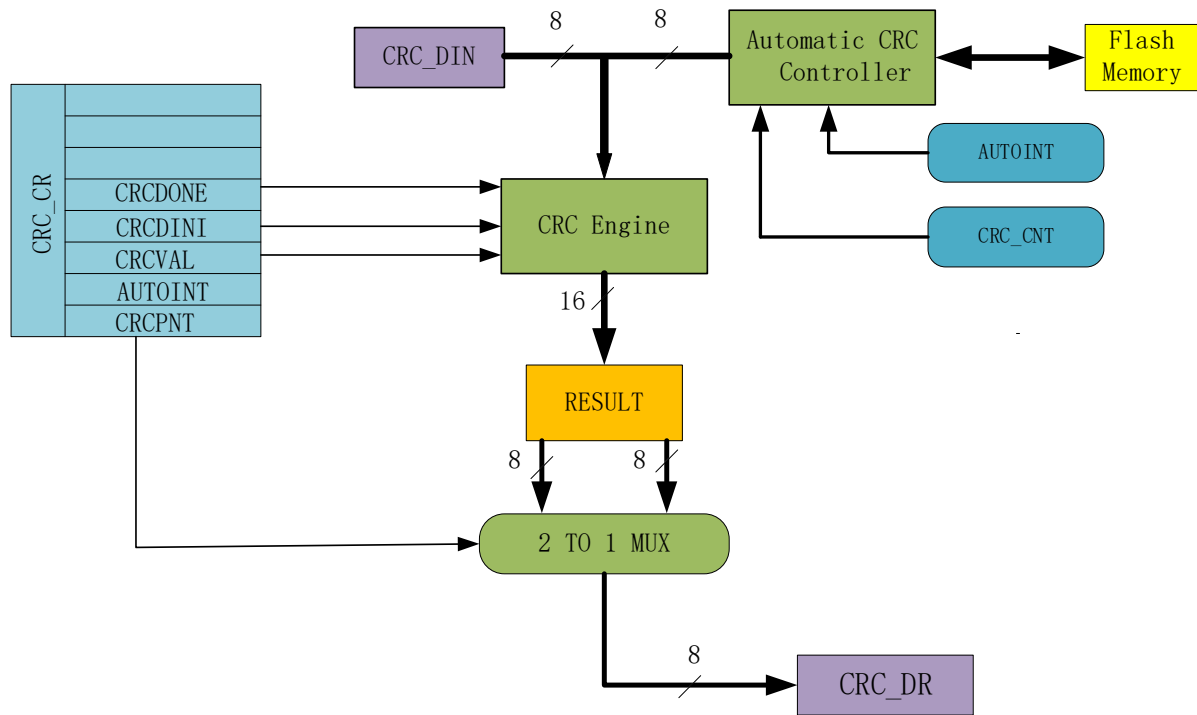 8
8
CRC_DIN
Automatic CRC
Controller
Flash
Memory
AUTOINT
CRC_CNT
CRC_CR
CRCDONE
CRCDINI
CRCVAL
AUTOINT
CRCPNT
CRC Engine
16
RESULT
8
8
2 TO 1 MUX
8
CRC_DR